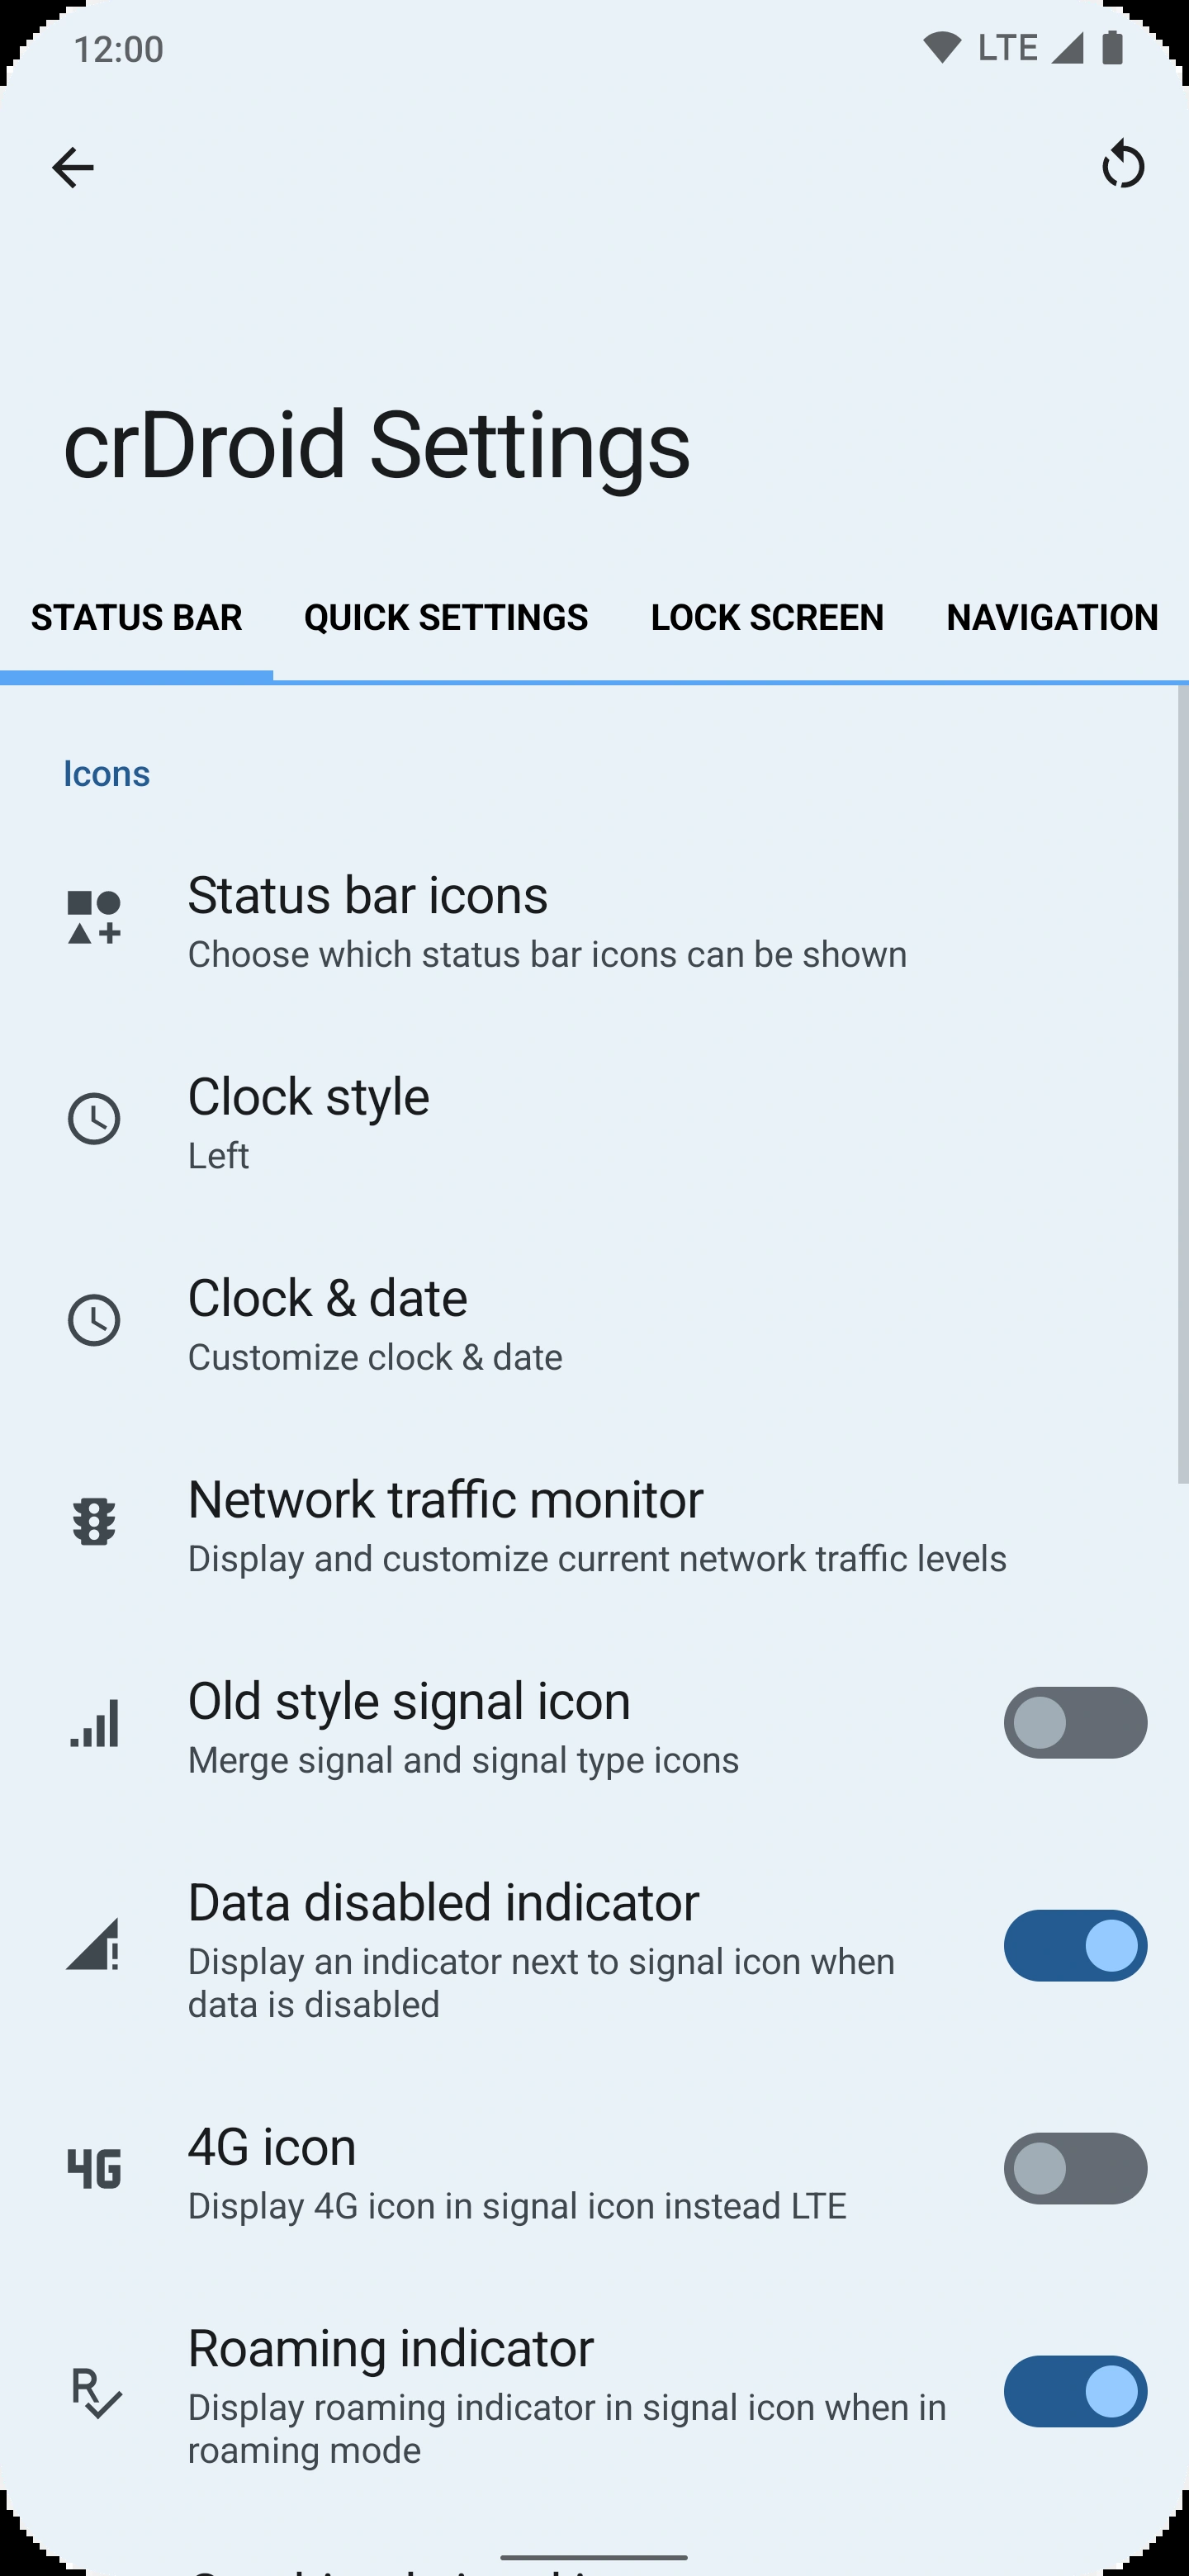 12:00 LTE
crDroid Settings
STATUS BAR QUICK SETTINGS LOCK SCREEN NAVIGATION
Icons
Status bar icons
Choose which status bar icons can be shown
Clock style
Left
Clock & date
Customize clock & date
Network traffic monitor
Display and customize current network traffic levels
Old style signal icon
Merge signal and signal type icons
Data disabled indicator
Display an indicator next to signal icon when
data is disabled
4G
4G icon
Display 4G icon in signal icon instead LTE
R
Roaming indicator
Display roaming indicator in signal icon when in
roaming mode